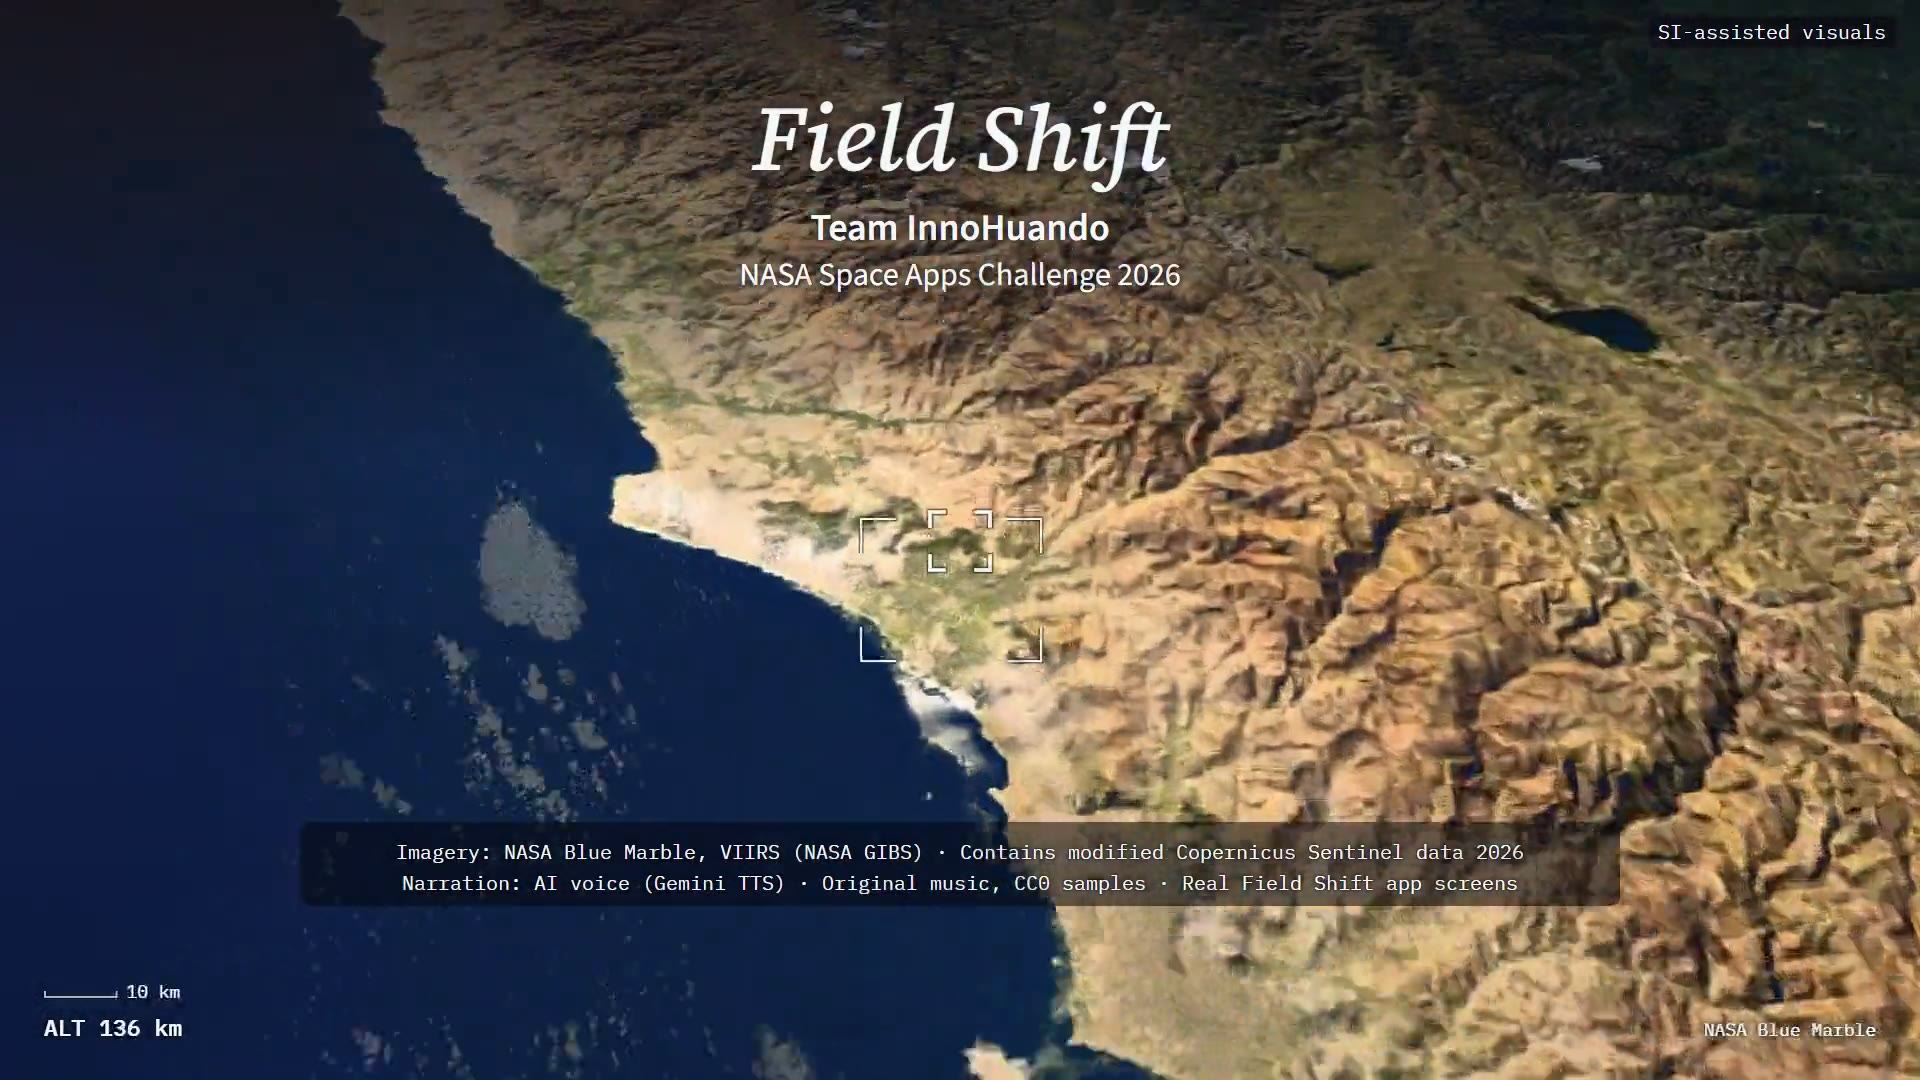 SI-assisted visuals
Field Shift
Team InnoHuando
NASA Space Apps Challenge 2026
Imagery: NASA Blue Marble, VIIRS (NASA GIBS) · Contains modified Copernicus Sentinel data 2026
Narration: AI voice (Gemini TTS) · Original music, CC0 samples · Real Field Shift app screens
10 km
ALT 136 km
NASA Blue Marble